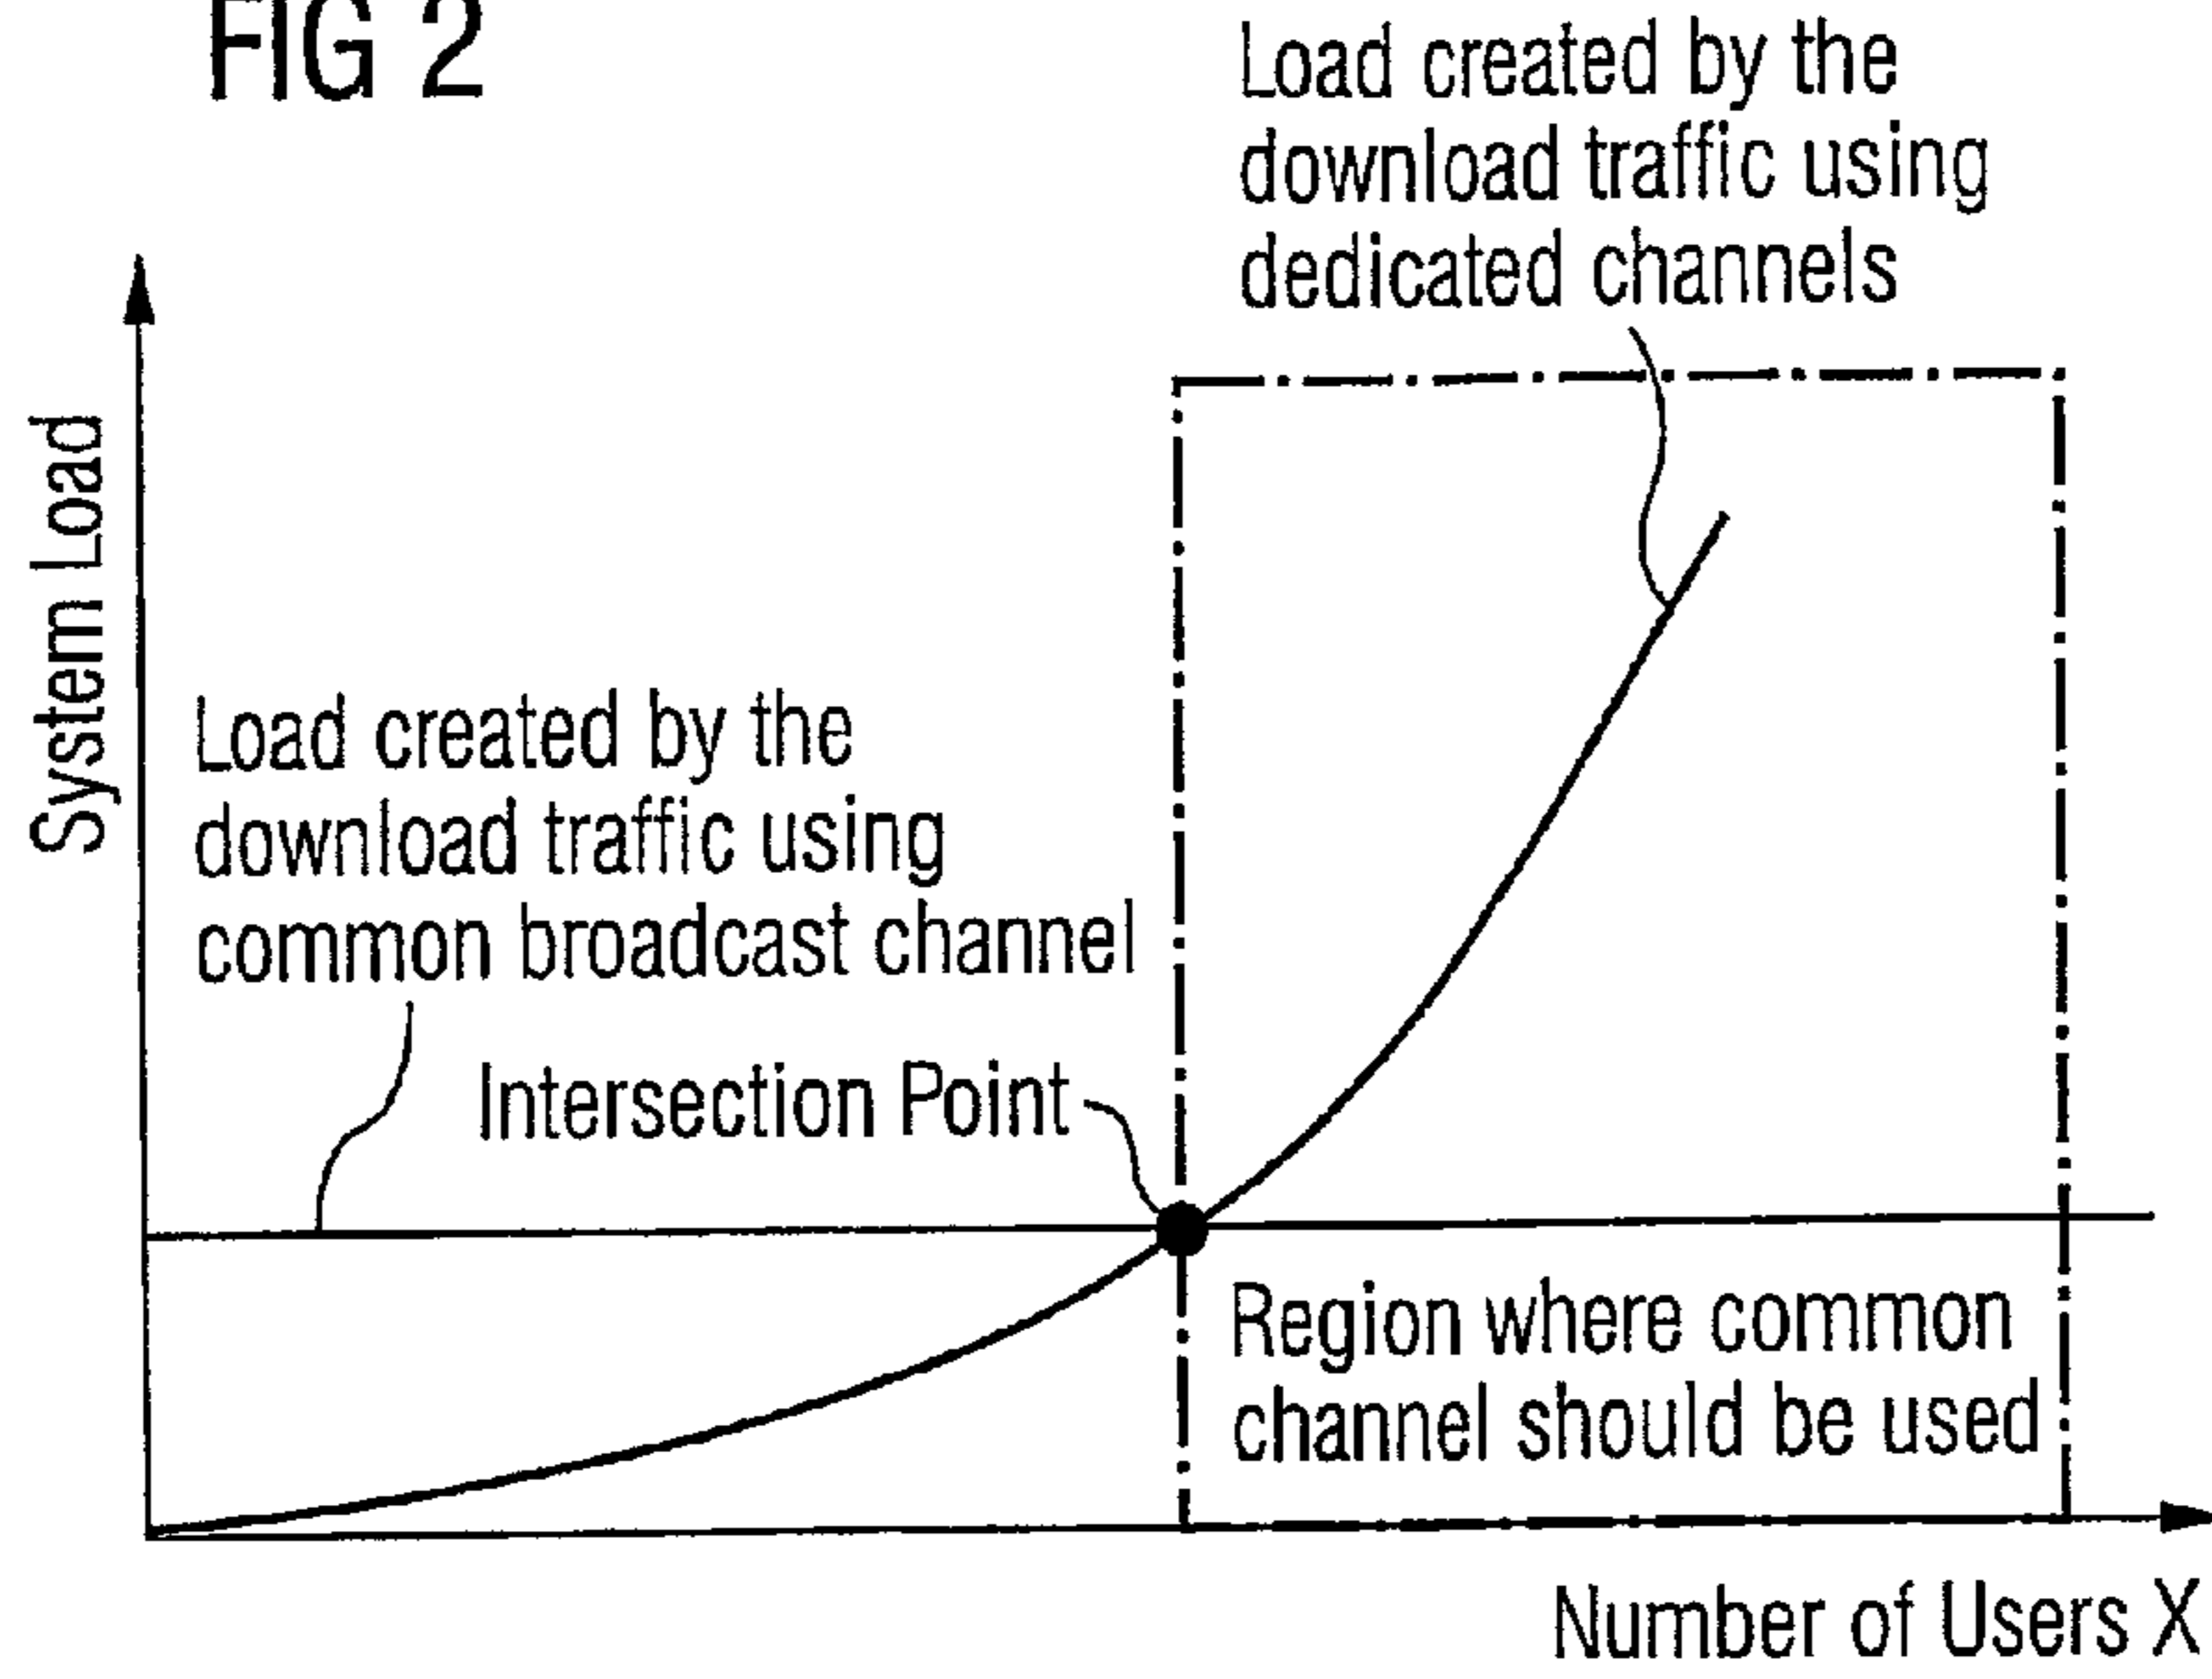 FIG 2
Load created by the
download traffic using
dedicated channels
System Load
Load created by the
download traffic using
common broadcast channel
Intersection Point
Region where common
channel should be used
Number of Users X